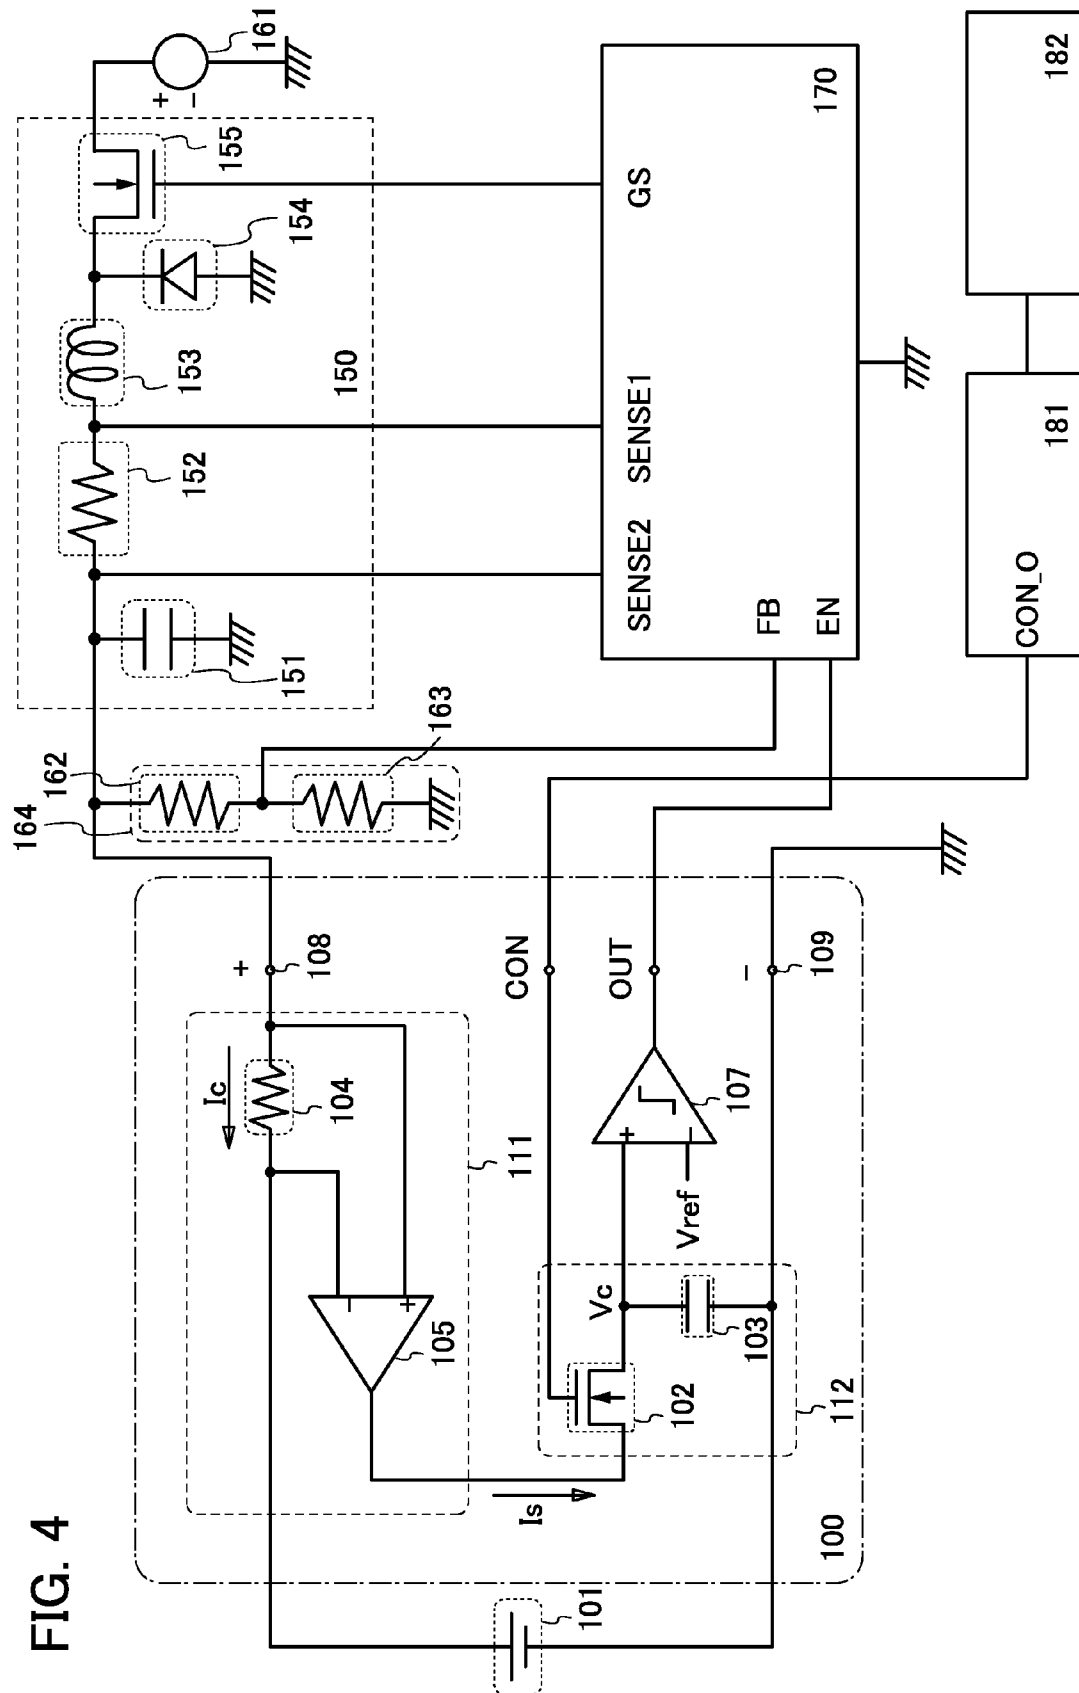 FIG. 4
164
162
163
150
151
152
153
154
155
161
+
−
170
GS
SENSE1
SENSE2
FB
EN
182
181
CON_O
100
101
111
Ic
104
105
−
+
+
108
CON
OUT
−
109
Is
112
102
Vc
103
Vref
+
−
107